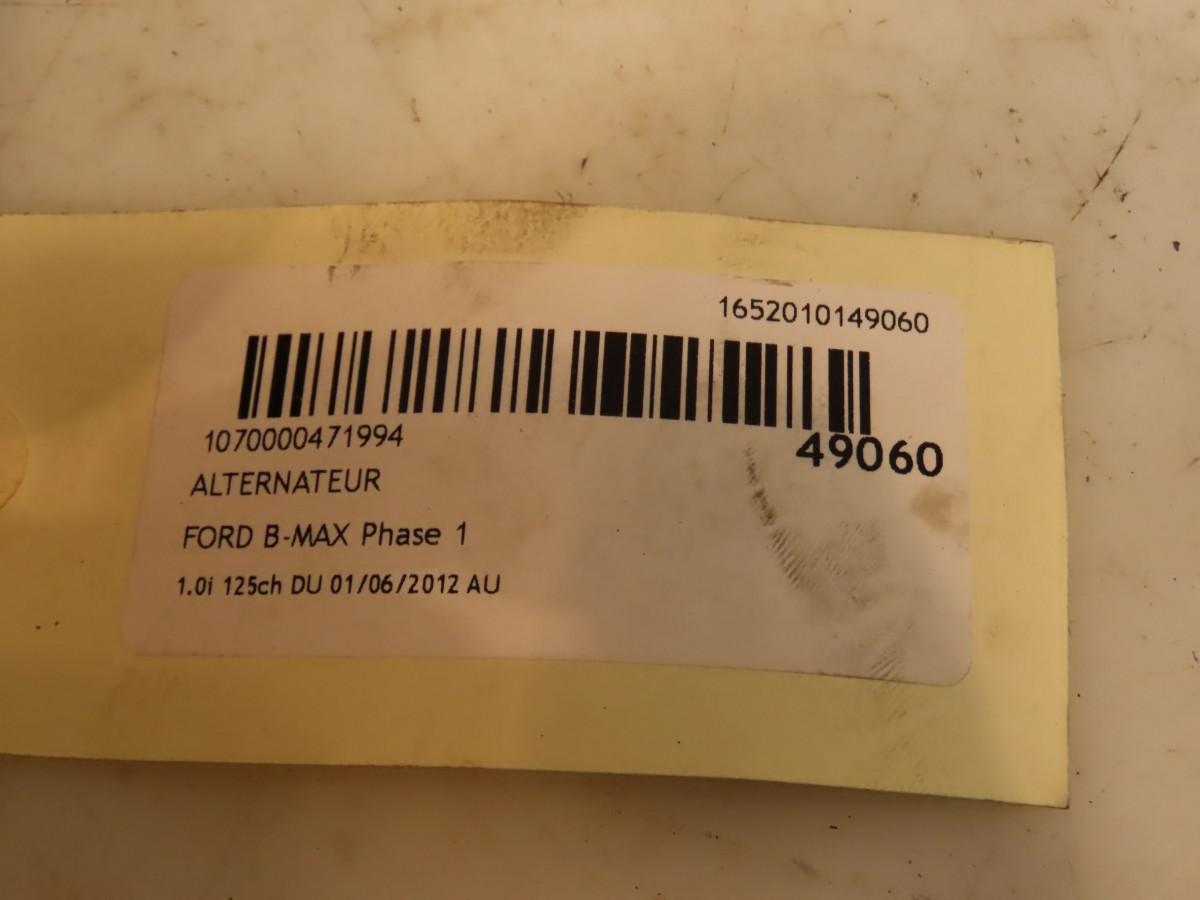 1652010149060
1070000471994
49060
ALTERNATEUR
FORD B-MAX Phase 1
1.0i 125ch DU 01/06/2012 AU